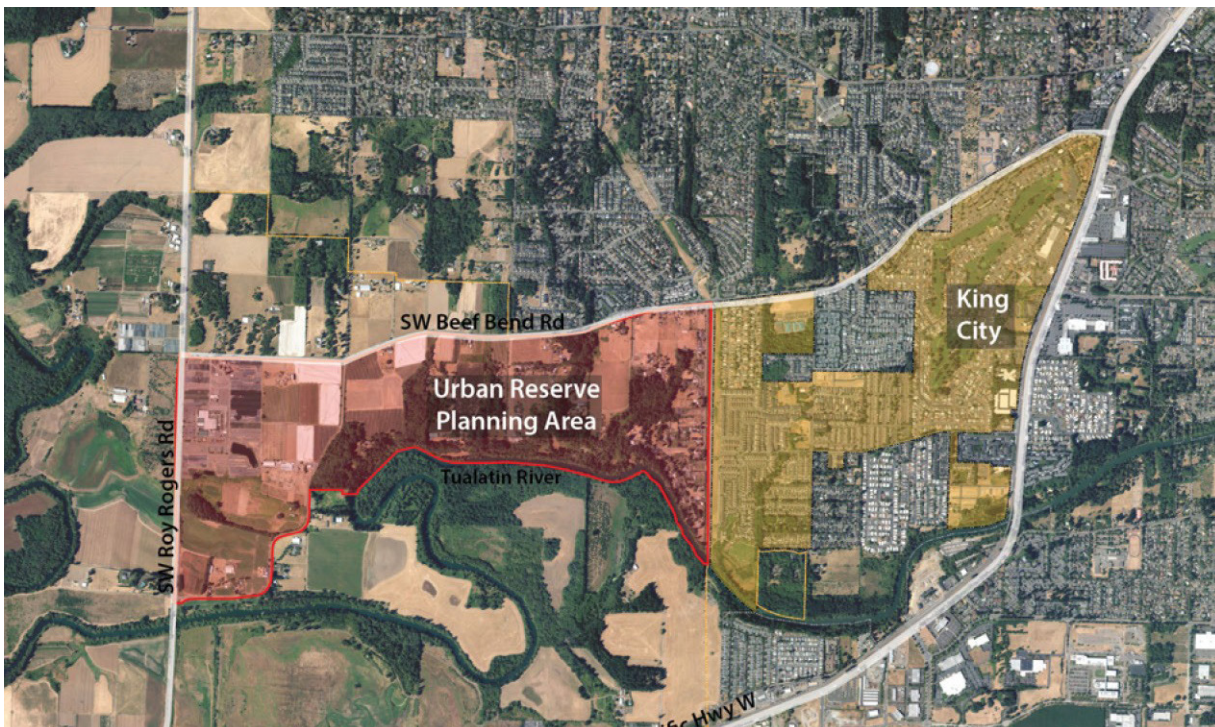 King
City
SW Beef Bend Rd
Urban Reserve
Planning Area
Tualatin River
SW Roy Rogers Rd
Hwy W